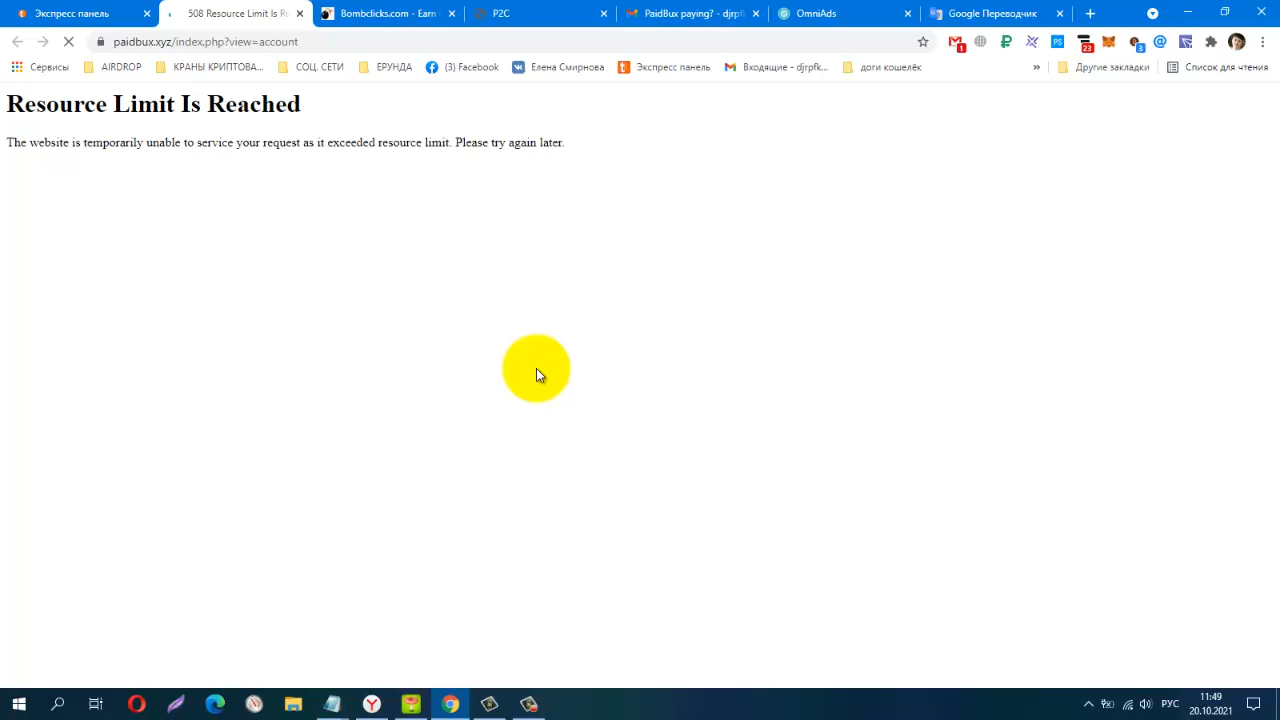 Экспресс панель
508 Resource Limit Is R
Bombclicks.com - Earn
P2C
PaidBux paying? - djrpf
OmniAds
Google Переводчик
paidbux.xyz/index.php?view=account
1
23
3
Сервисы
AIRDROP
КРАНЫ КРИПТОВА...
СОЦ. СЕТИ
ЕРУНДА
(3) Facebook
Елена Смирнова
Экспресс панель
Входящие - djrpfk...
доги кошелёк
»
Другие закладки
Список для чтения
Resource Limit Is Reached
The website is temporarily unable to service your request as it exceeded resource limit. Please try again later.
РУС
11:49
20.10.2021